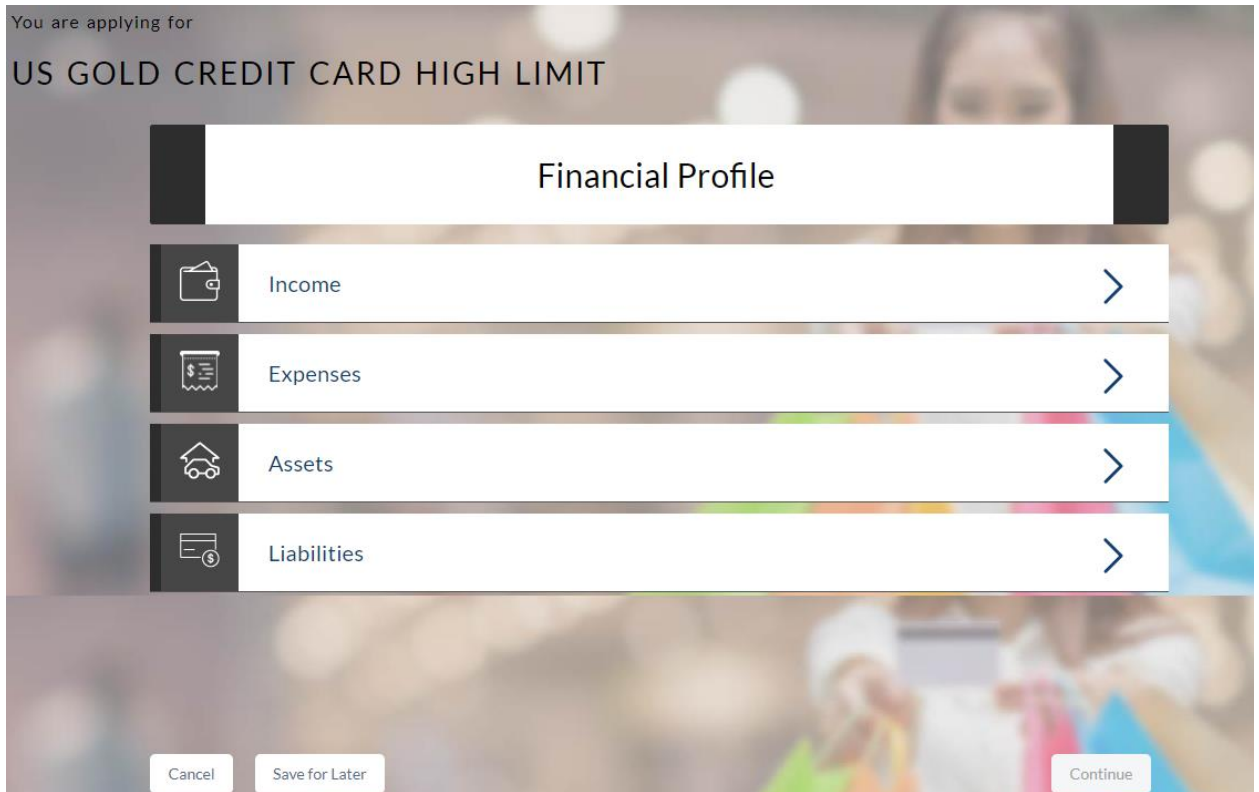 You are applying for
US GOLD CREDIT CARD HIGH LIMIT
Financial Profile
Income
$
Expenses
Assets
$
Liabilities
Cancel Save for Later Continue